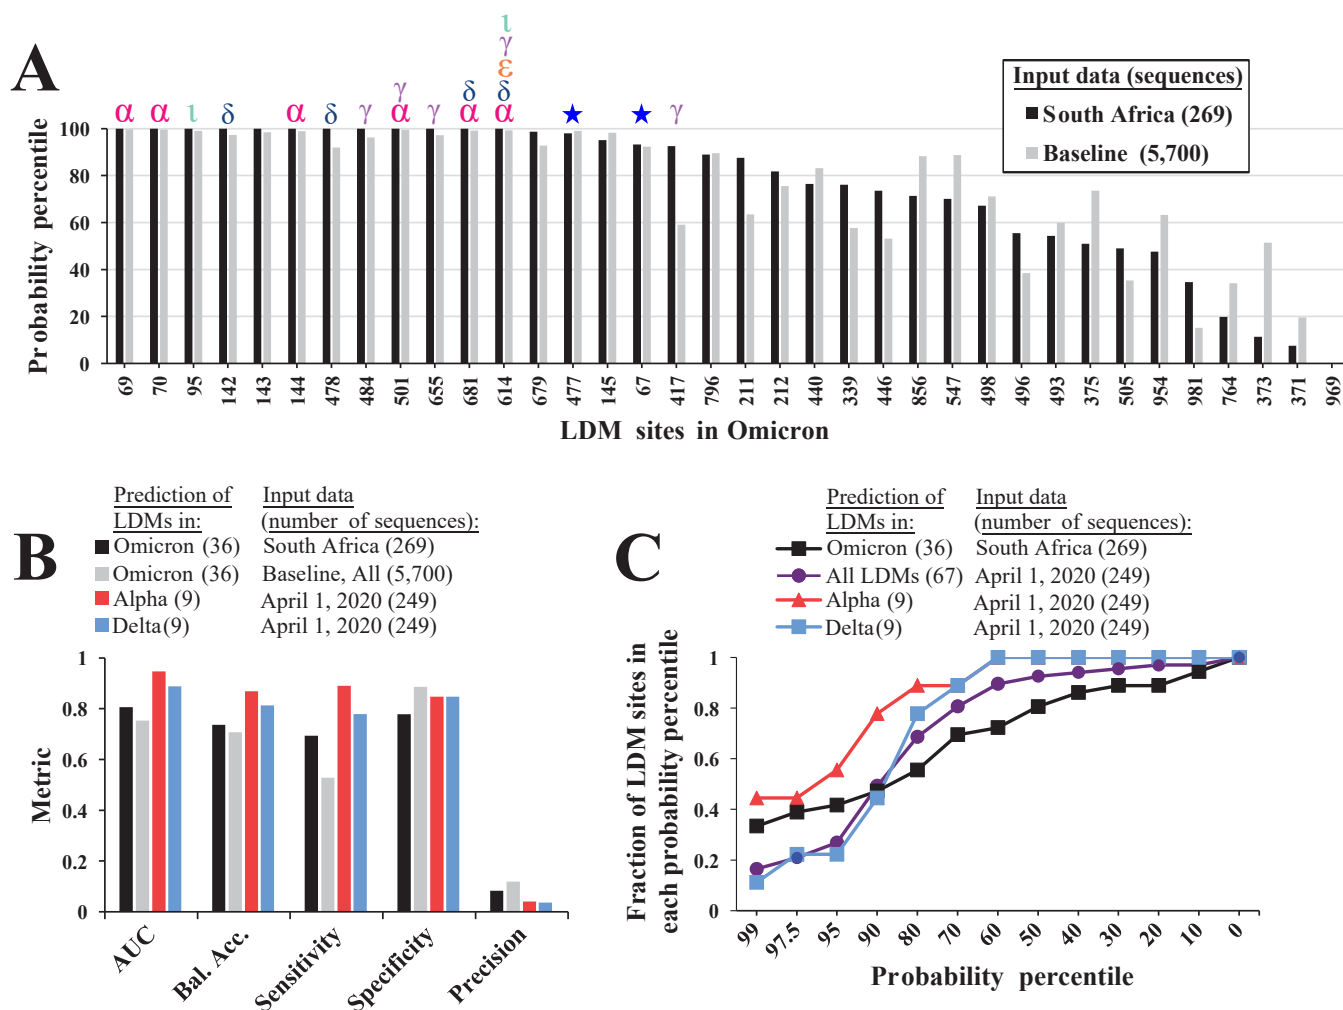 A
ι
γ
ε
γ δ δ
α α ι δ α δ γ α γ α α ★ ★ γ
Input data (sequences)
South Africa (269)
Baseline (5,700)
Probability percentile
100
80
60
40
20
0
69 70 95 142 143 144 478 484 501 655 681 614 679 477 145 67 417 796 211 212 440 339 446 856 547 498 496 493 375 505 954 981 764 373 371 969
LDM sites in Omicron
B
Prediction of LDMs in:
Input data (number of sequences):
Omicron (36) South Africa (269)
Omicron (36) Baseline, All (5,700)
Alpha (9) April 1, 2020 (249)
Delta(9) April 1, 2020 (249)
Metric
1
0.8
0.6
0.4
0.2
0
AUC Bal. Acc. Sensitivity Specificity Precision
C
Prediction of LDMs in:
Input data (number of sequences):
Omicron (36) South Africa (269)
All LDMs (67) April 1, 2020 (249)
Alpha (9) April 1, 2020 (249)
Delta(9) April 1, 2020 (249)
Fraction of LDM sites in
each probability percentile
1
0.8
0.6
0.4
0.2
0
99 97.5 95 90 80 70 60 50 40 30 20 10 0
Probability percentile